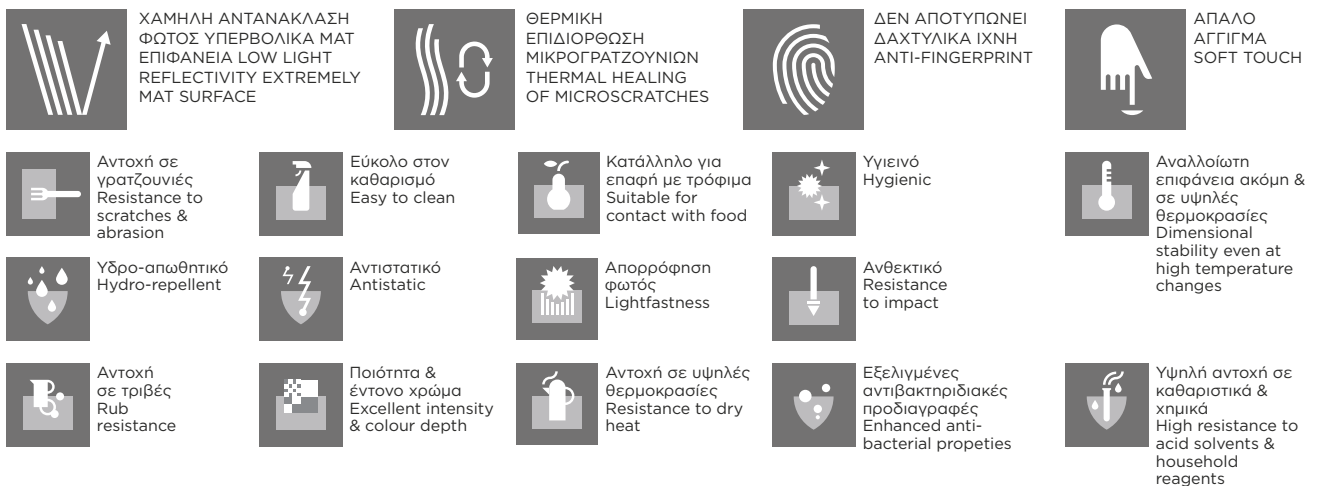 ΧΑΜΗΛΗ ΑΝΤΑΝΑΚΛΑΣΗ
ΦΩΤΟΣ ΥΠΕΡΒΟΛΙΚΑ ΜΑΤ
ΕΠΙΦΑΝΕΙΑ LOW LIGHT
REFLECTIVITY EXTREMELY
MAT SURFACE
ΘΕΡΜΙΚΗ
ΕΠΙΔΙΟΡΘΩΣΗ
ΜΙΚΡΟΓΡΑΤΖΟΥΝΙΩΝ
THERMAL HEALING
OF MICROSCRATCHES
ΔΕΝ ΑΠΟΤΥΠΩΝΕΙ
ΔΑΧΤΥΛΙΚΑ ΙΧΝΗ
ANTI-FINGERPRINT
ΑΠΑΛΟ
ΑΓΓΙΓΜΑ
SOFT TOUCH
Αντοχή σε
γρατζουνιές
Resistance to
scratches &
abrasion
Εύκολο στον
καθαρισμό
Easy to clean
Κατάλληλο για
επαφή με τρόφιμα
Suitable for
contact with food
Υγιεινό
Hygienic
Αναλλοίωτη
επιφάνεια ακόμη &
σε υψηλές
θερμοκρασίες
Dimensional
stability even at
high temperature
changes
Υδρο-απωθητικό
Hydro-repellent
Αντιστατικό
Antistatic
Απορρόφηση
φωτός
Lightfastness
Ανθεκτικό
Resistance
to impact
Αντοχή
σε τριβές
Rub
resistance
Ποιότητα &
έντονο χρώμα
Excellent intensity
& colour depth
Αντοχή σε υψηλές
θερμοκρασίες
Resistance to dry
heat
Εξελιγμένες
αντιβακτηριδιακές
προδιαγραφές
Enhanced anti-
bacterial propeties
Υψηλή αντοχή σε
καθαριστικά &
χημικά
High resistance to
acid solvents &
household
reagents